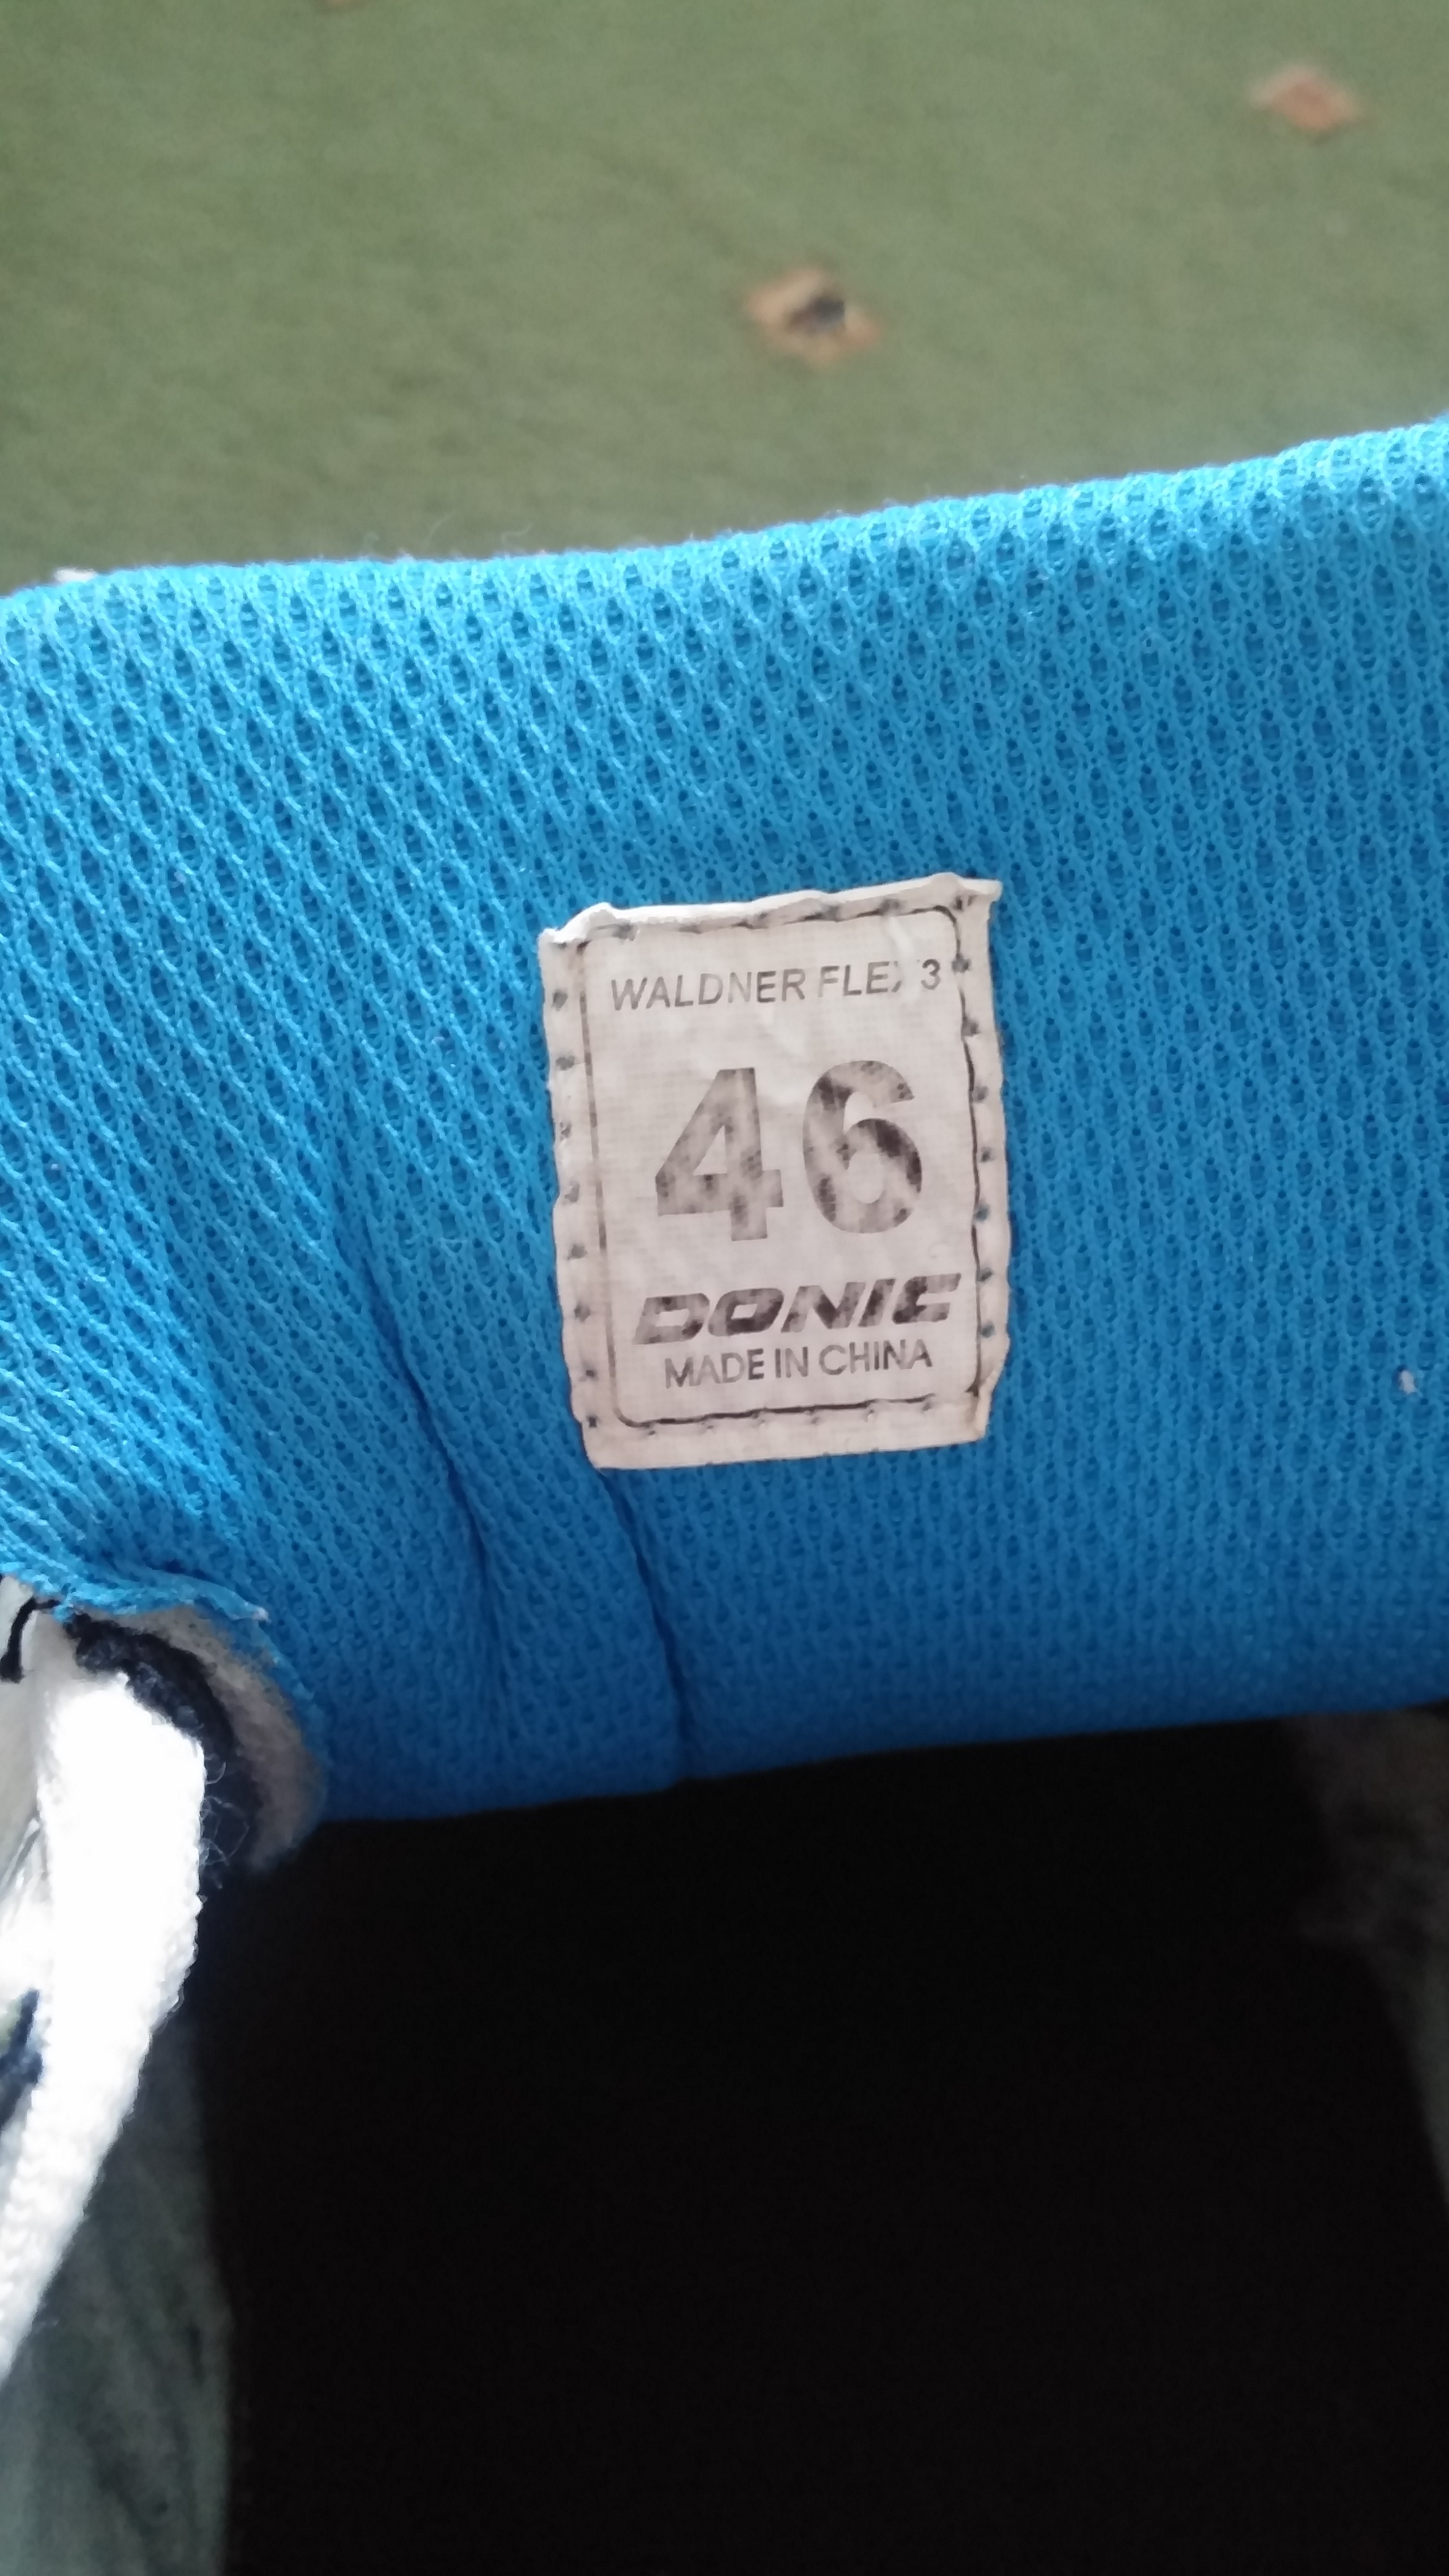 WALDNER FLEX 3
46
DONIC
MADE IN CHINA